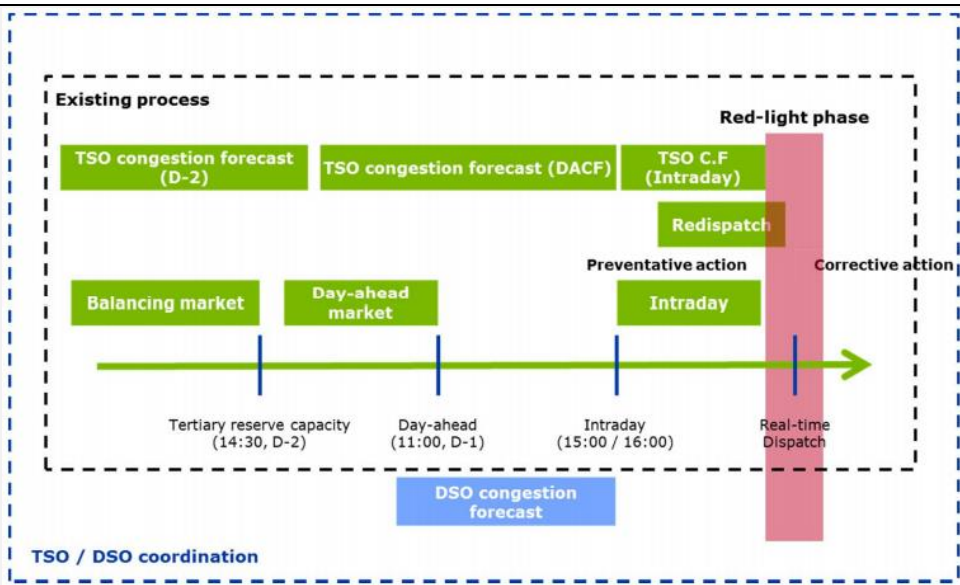 Existing process
Red-light phase
TSO congestion forecast
(D-2)
TSO congestion forecast (DACF)
TSO C.F
(Intraday)
Redispatch
Preventative action
Corrective action
Balancing market
Day-ahead
market
Intraday
Tertiary reserve capacity
(14:30, D-2)
Day-ahead
(11:00, D-1)
Intraday
(15:00 / 16:00)
Real-time
Dispatch
DSO congestion
forecast
TSO / DSO coordination